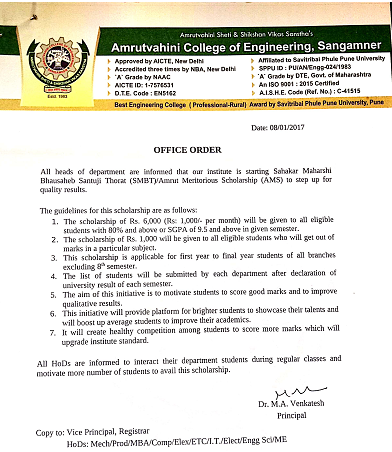 Amrutvahini Sheti & Shikshan Vikas Sanstha's
Amrutvahini College of Engineering, Sangamner
Approved by AICTE, New Delhi
Accredited three times by NBA, New Delhi
'A' Grade by NAAC
AICTE ID: 1-7576531
D.T.E. Code : EN5162
Affiliated to Savitribai Phule Pune University
SPPU ID : PU/AN/Engg-024/1983
'A' Grade by DTE, Govt. of Maharashtra
An ISO 9001 : 2015 Certified
A.I.S.H.E. Code (Ref. No.) : C-41515
Estd. 1983
Best Engineering College ( Professional-Rural) Award by Savitribai Phule Pune University, Pune
Date: 08/01/2017
OFFICE ORDER
All heads of department are informed that our institute is starting Sahakar Maharshi
Bhausaheb Santuji Thorat (SMBT)/Amrut Meritorious Scholarship (AMS) to step up for
quality results.
The guidelines for this scholarship are as follows:
1. The scholarship of Rs. 6,000 (Rs: 1,000/- per month) will be given to all eligible
students with 80% and above or SGPA of 9.5 and above in given semester.
2. The scholarship of Rs. 1,000 will be given to all eligible students who will get out of
marks in a particular subject.
3. This scholarship is applicable for first year to final year students of all branches
excluding 8th semester.
4. The list of students will be submitted by each department after declaration of
university result of each semester.
5. The aim of this initiative is to motivate students to score good marks and to improve
qualitative results.
6. This initiative will provide platform for brighter students to showcase their talents and
will boost up average students to improve their academics.
7. It will create healthy competition among students to score more marks which will
upgrade institute standard.
All HoDs are informed to interact their department students during regular classes and
motivate more number of students to avail this scholarship.
Dr. M.A. Venkatesh
Principal
Copy to: Vice Principal, Registrar
HoDs: Mech/Prod/MBA/Comp/Elex/ETC/I.T./Elect/Engg Sci/ME